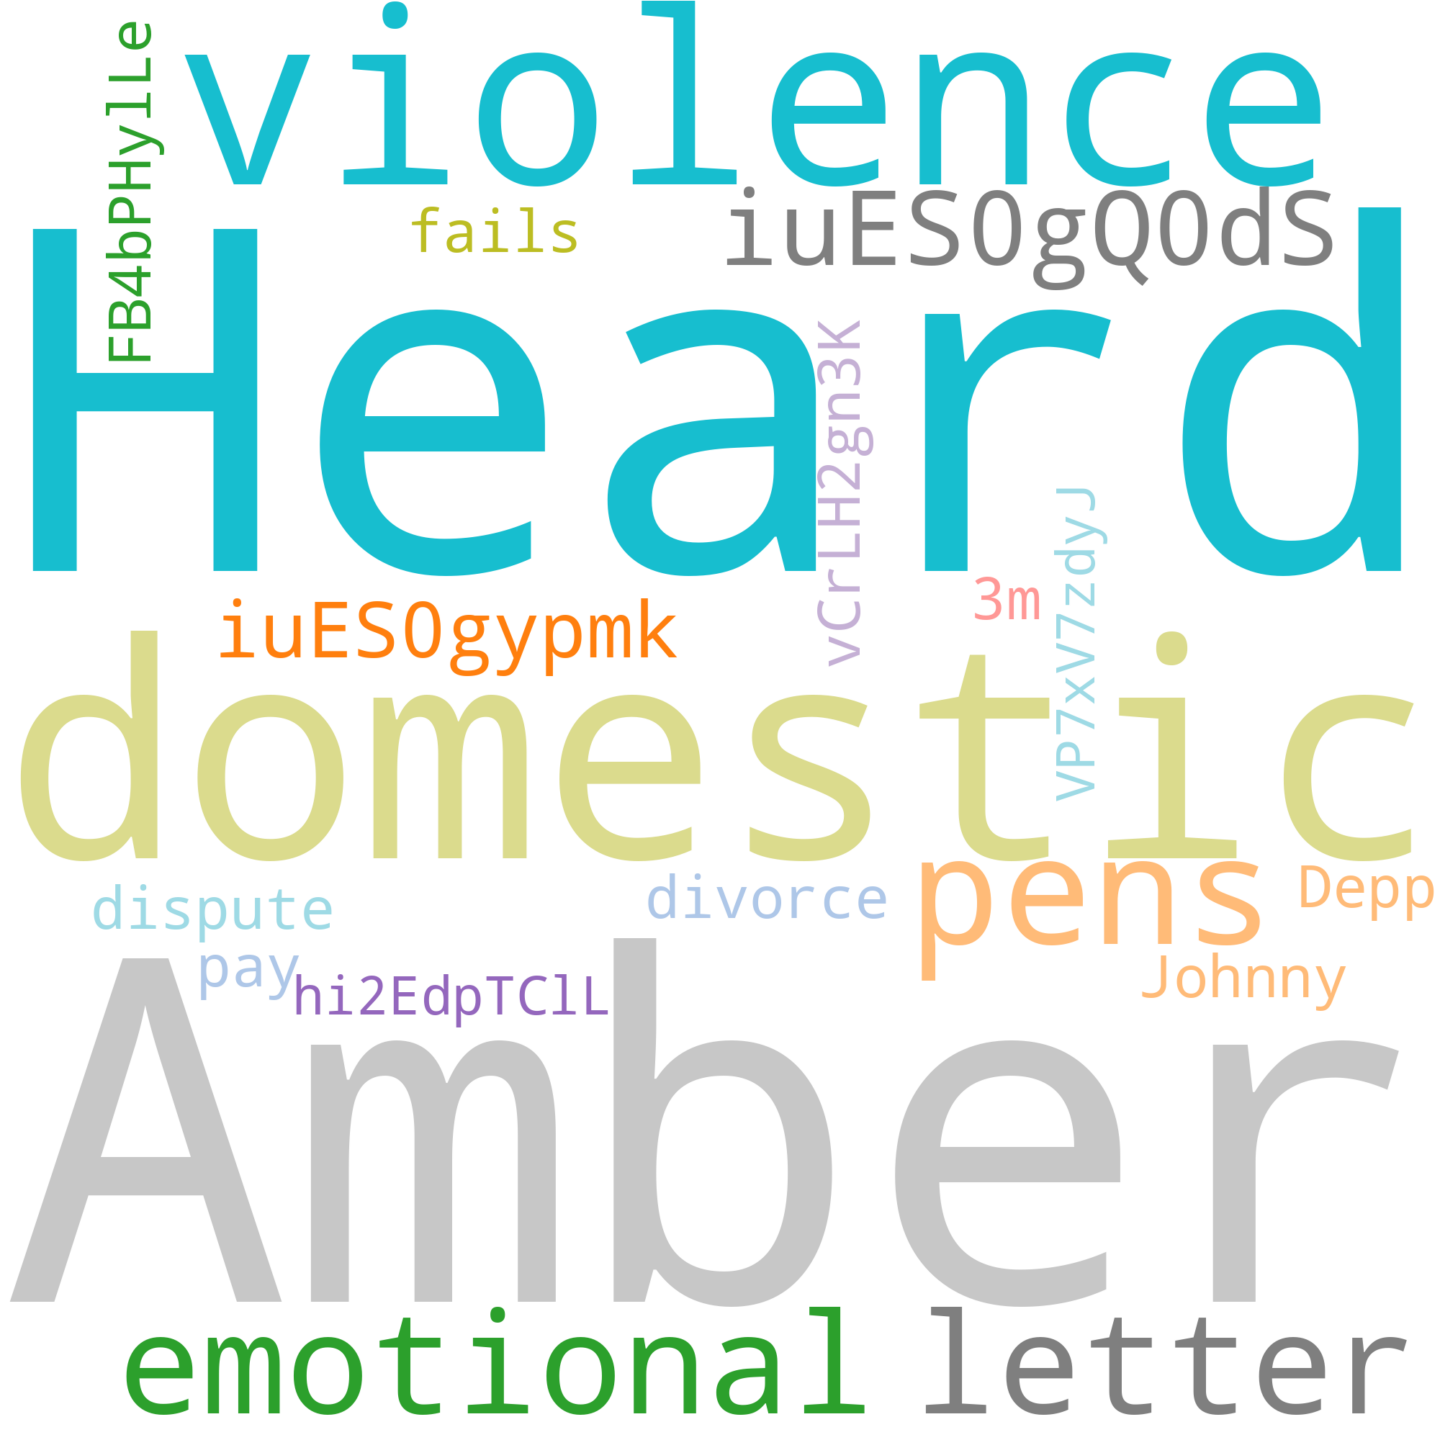 violence
FB4bPHylLe
fails
iuES0gQ0dS
Heard
vCrLH2gn3K
VP7xV7zdyJ
3m
iuES0gypmk
domestic
pens
Depp
divorce
dispute
pay
hi2EdpTClL
Johnny
Amber
emotional
letter